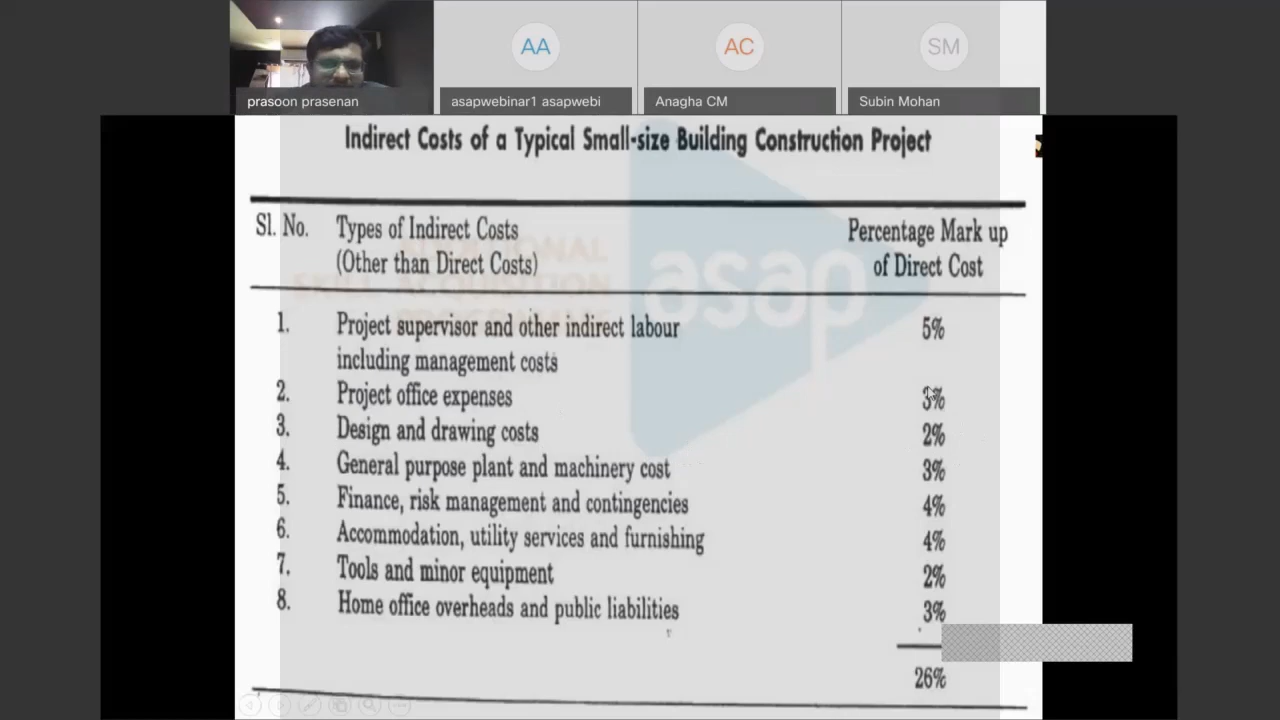 AA
AC
SM
prasoon prasenan
asapwebinar1 asapwebi
Anagha CM
Subin Mohan
Indirect Costs of a Typical Small-size Building Construction Project
Sl. No. Types of Indirect Costs Percentage Mark up
(Other than Direct Costs) of Direct Cost
ADDITIONAL
SKILL ACQUISITION
PROGRAMME
asap
1. Project supervisor and other indirect labour 5%
including management costs
2. Project office expenses 3%
3. Design and drawing costs 2%
4. General purpose plant and machinery cost 3%
5. Finance, risk management and contingencies 4%
6. Accommodation, utility services and furnishing 4%
7. Tools and minor equipment 2%
8. Home office overheads and public liabilities 3%
26%